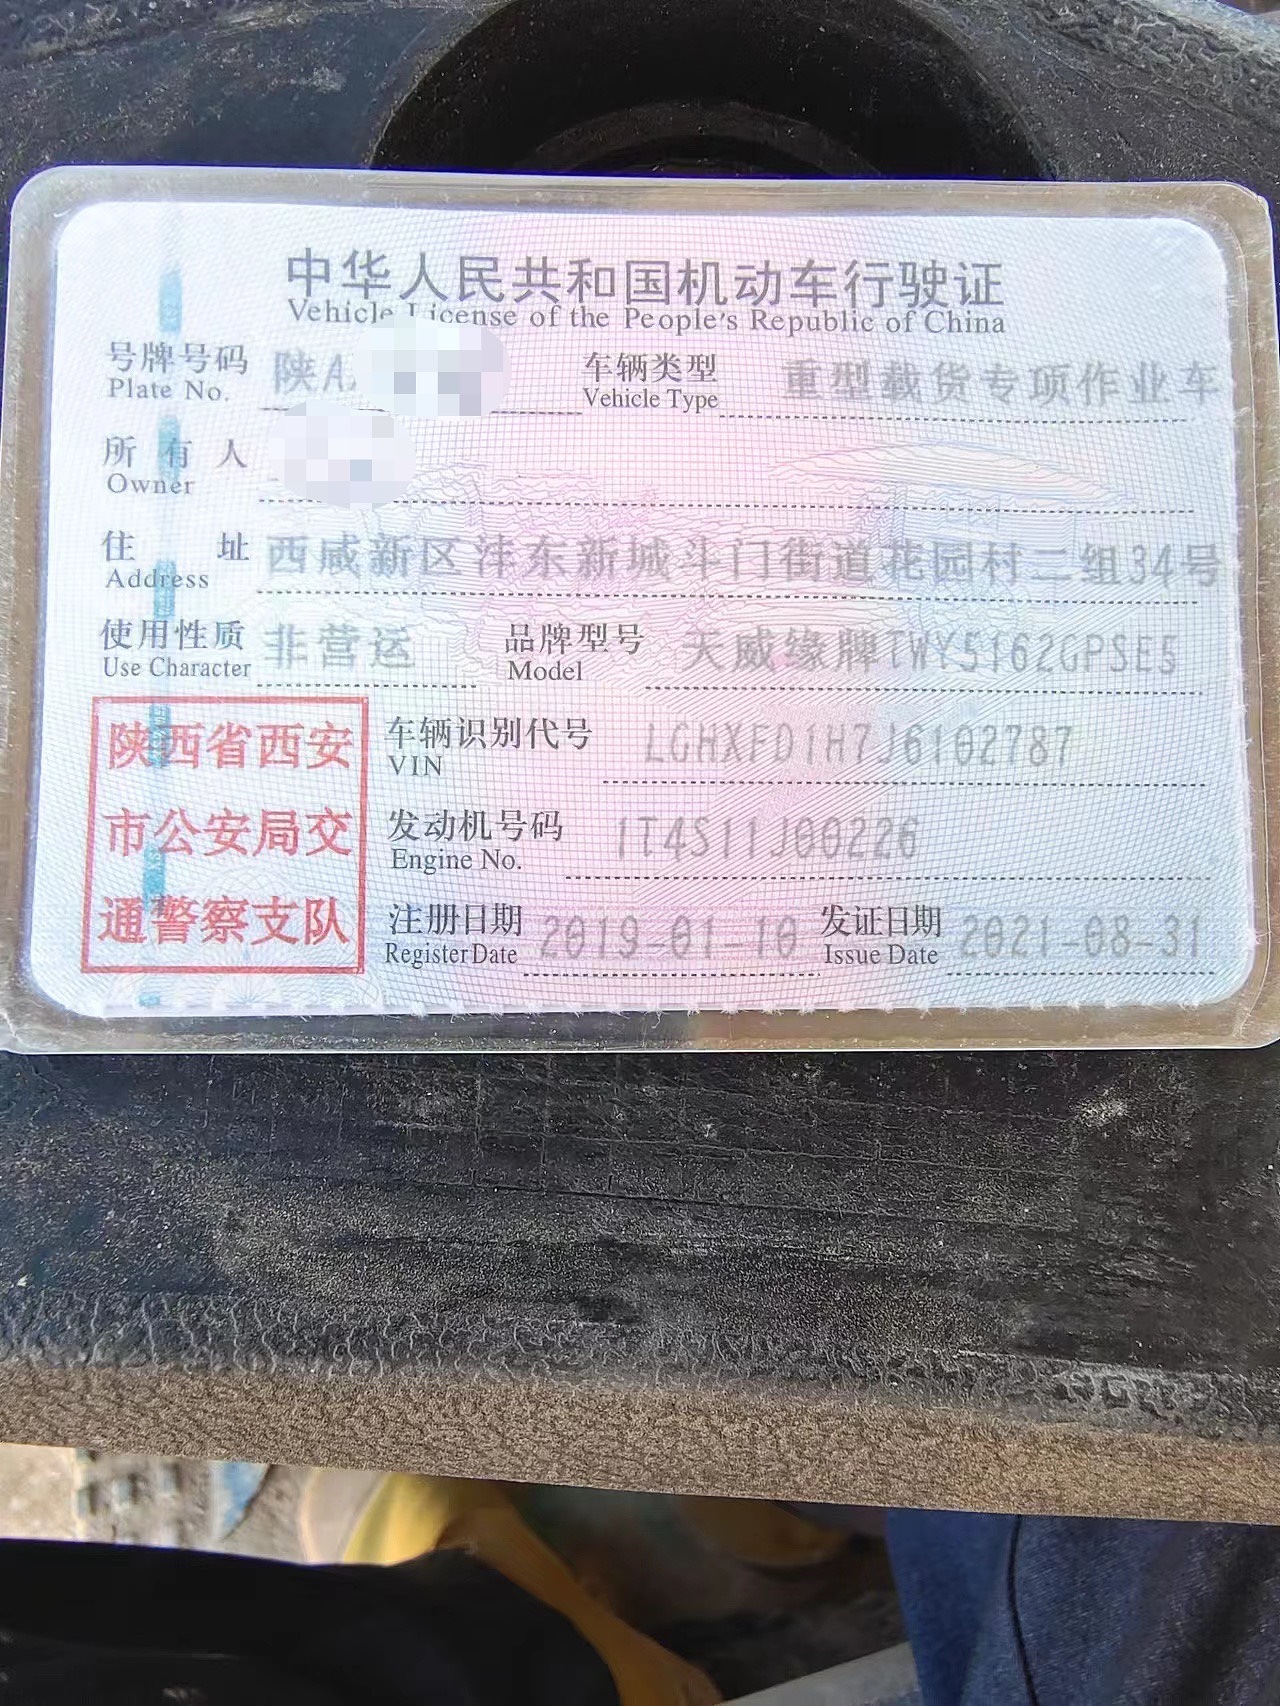 中华人民共和国机动车行驶证
Vehicle License of the People's Republic of China
号牌号码 陕A 车辆类型 重型载货专项作业车
Plate No. Vehicle Type
所有人
Owner
住址 西咸新区沣东新城斗门街道花园村二组34号
Address
使用性质 非营运 品牌型号 天威缘牌TWY5162GPSE5
Use Character Model
陕西省西安
市公安局交
通警察支队
车辆识别代号 LGHXFD1H7J6102787
VIN
发动机号码 1T4S11J00226
Engine No.
注册日期 2019-01-10 发证日期 2021-08-31
Register Date Issue Date